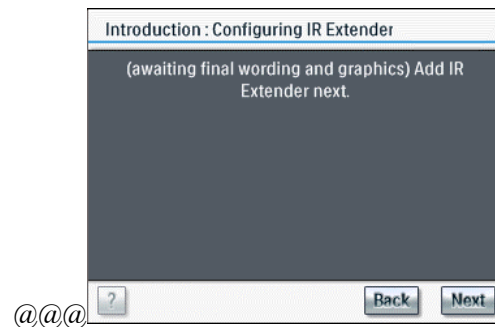 Introduction : Configuring IR Extender
(awaiting final wording and graphics) Add IR
Extender next.
@@@
?
Back
Next